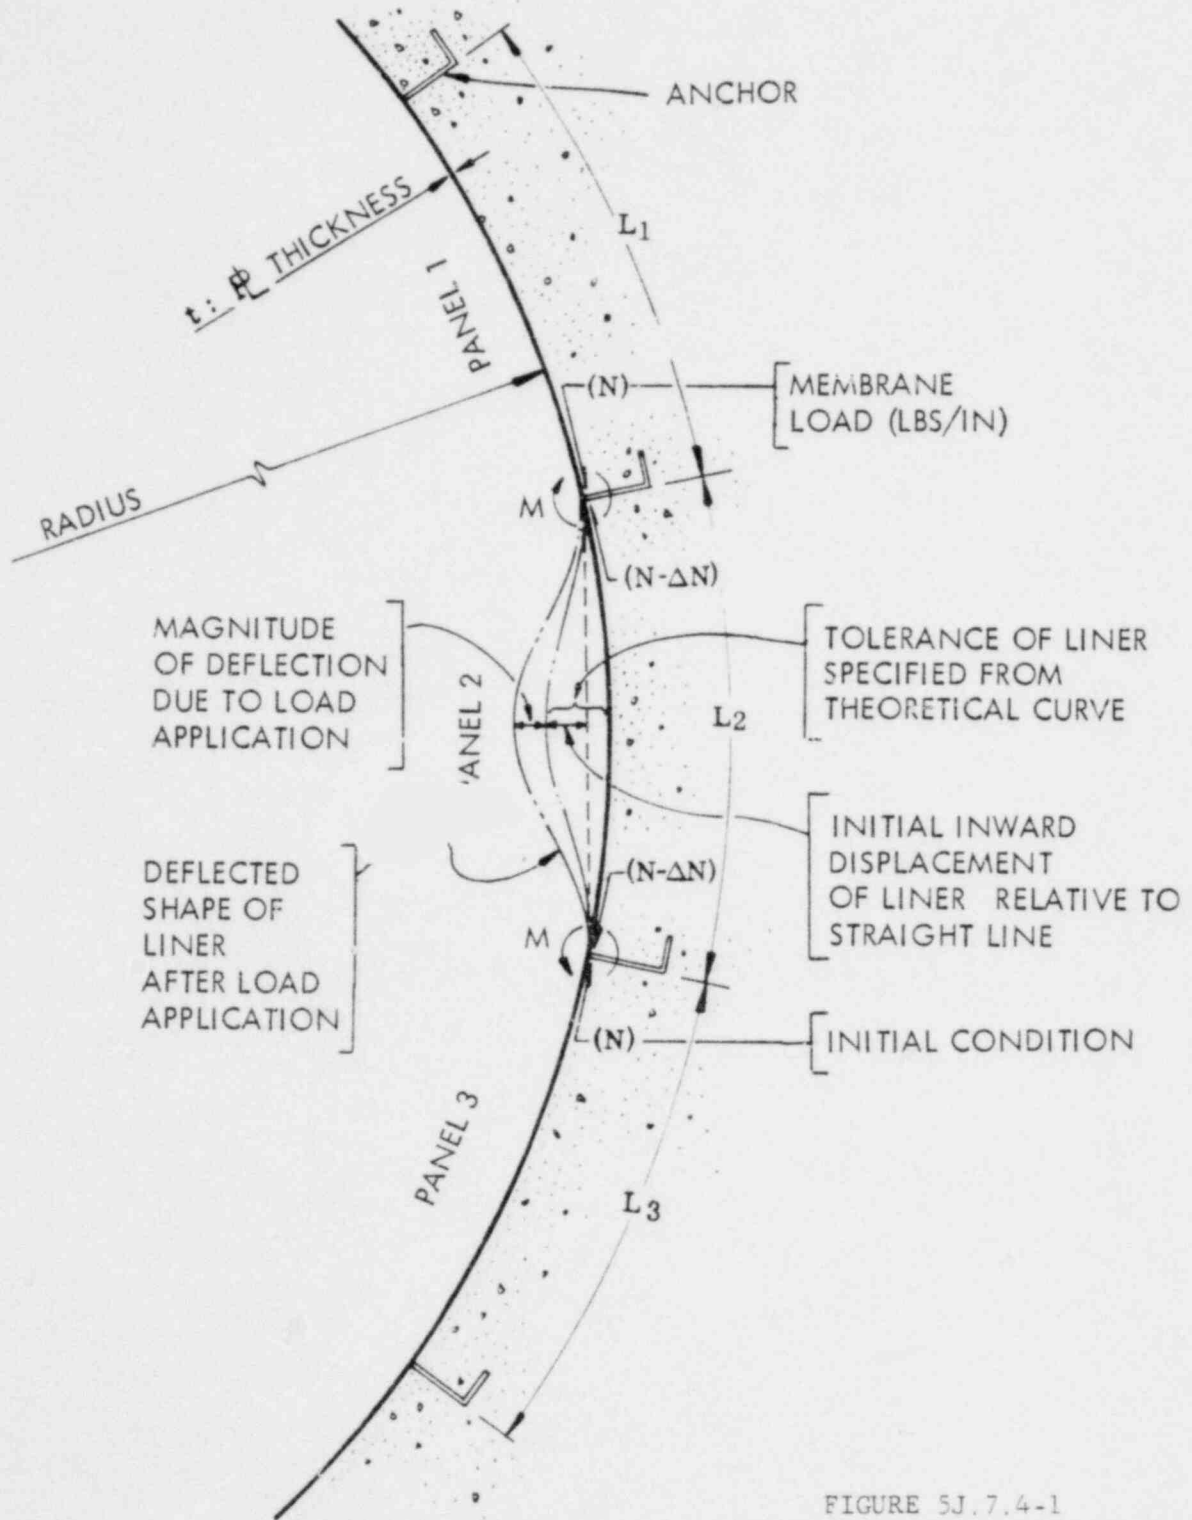 ANCHOR
L1
t: PL THICKNESS
PANEL 1
(N)
MEMBRANE
LOAD (LBS/IN)
RADIUS
M
(N-ΔN)
MAGNITUDE
OF DEFLECTION
DUE TO LOAD
APPLICATION
'ANEL 2
TOLERANCE OF LINER
SPECIFIED FROM
THEORETICAL CURVE
L2
INITIAL INWARD
DISPLACEMENT
OF LINER RELATIVE TO
STRAIGHT LINE
DEFLECTED
SHAPE OF
LINER
AFTER LOAD
APPLICATION
(N-ΔN)
M
(N)
INITIAL CONDITION
PANEL 3
L3
FIGURE 5J.7.4-1